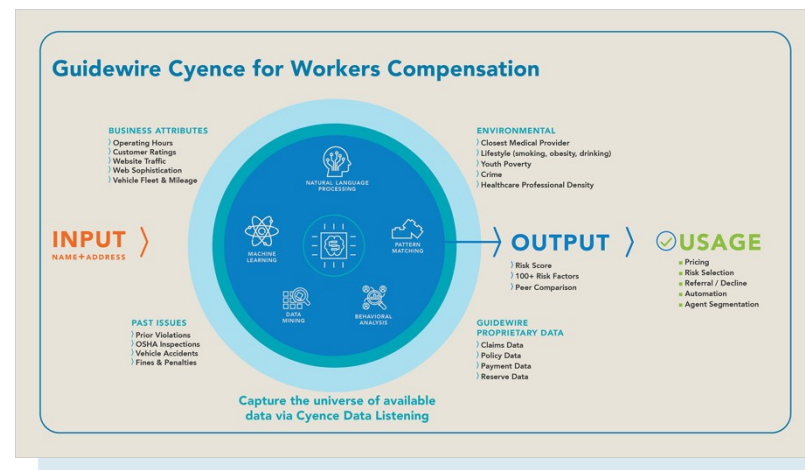 Guidewire Cyence for Workers Compensation
BUSINESS ATTRIBUTES
Operating Hours
Customer Ratings
Website Traffic
Web Sophistication
Vehicle Fleet & Mileage
ENVIRONMENTAL
Closest Medical Provider
Lifestyle (smoking, obesity, drinking)
Youth Poverty
Crime
Healthcare Professional Density
NATURAL LANGUAGE
PROCESSING
INPUT
NAME+ADDRESS
MACHINE
LEARNING
PATTERN
MATCHING
DATA
MINING
BEHAVIORAL
ANALYSIS
OUTPUT
Risk Score
100+ Risk Factors
Peer Comparison
USAGE
Pricing
Risk Selection
Referral / Decline
Automation
Agent Segmentation
PAST ISSUES
Prior Violations
OSHA Inspections
Vehicle Accidents
Fines & Penalties
GUIDEWIRE
PROPRIETARY DATA
Claims Data
Policy Data
Payment Data
Reserve Data
Capture the universe of available
data via Cyence Data Listening